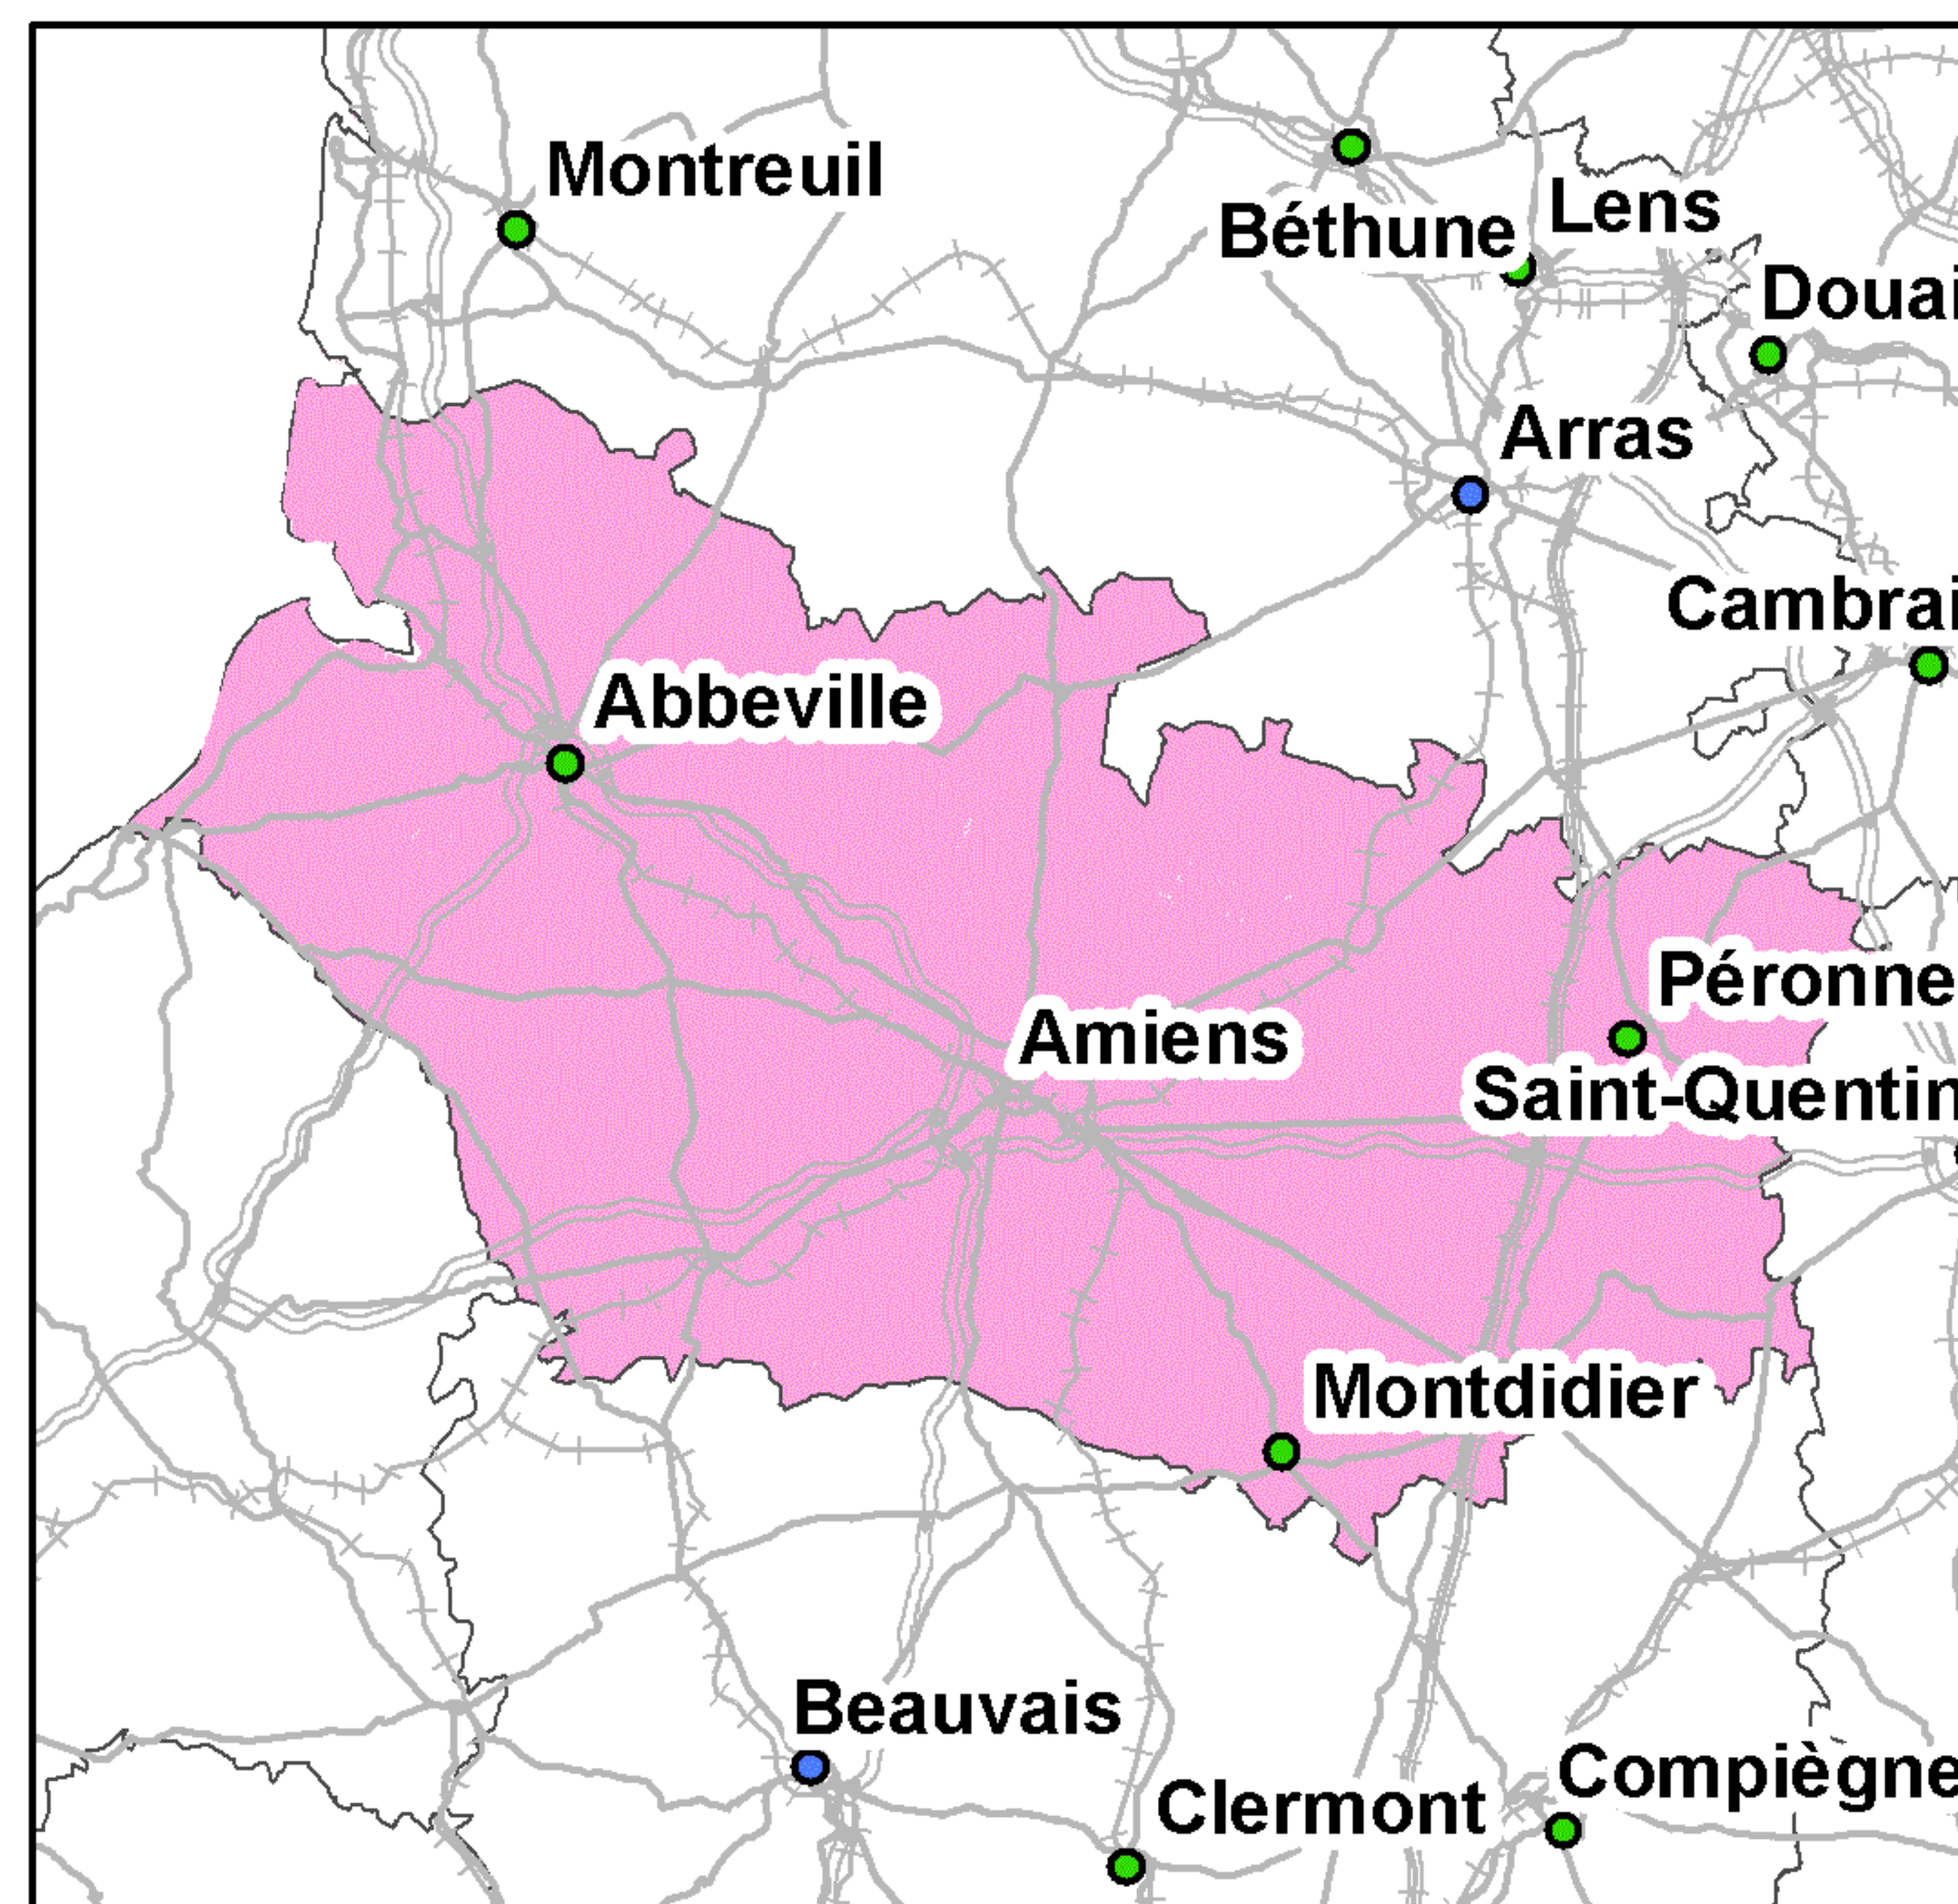 Montreuil
Béthune
Lens
Douai
Arras
Cambrai
Abbeville
Péronne
Amiens
Saint-Quentin
Montdidier
Beauvais
Compiègne
Clermont